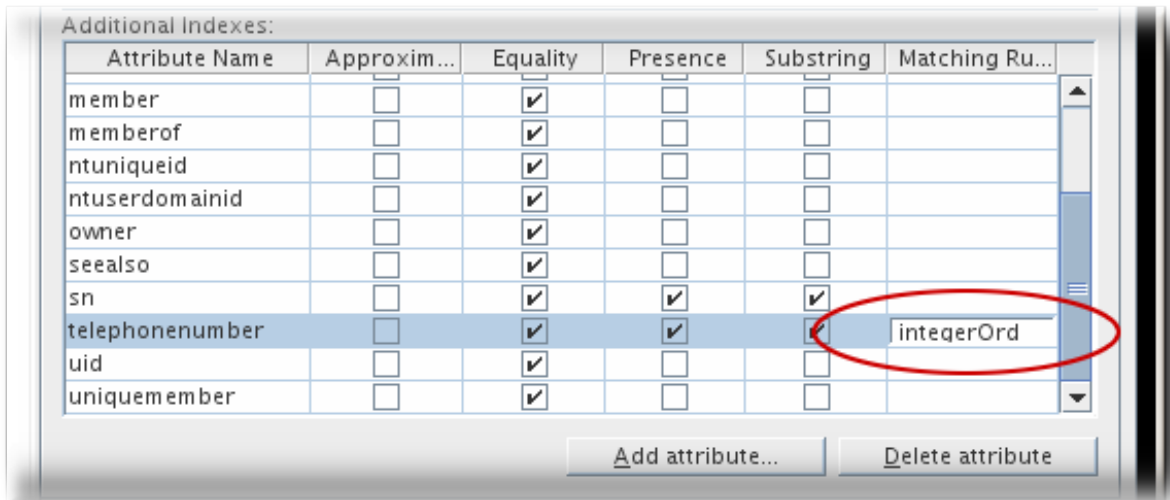 Additional Indexes:
Attribute Name Approxim... Equality Presence Substring Matching Ru...
member
memberof
ntuniqueid
ntuserdomainid
owner
seealso
sn
telephonenumber integerOrd
uid
uniquemember
Add attribute... Delete attribute